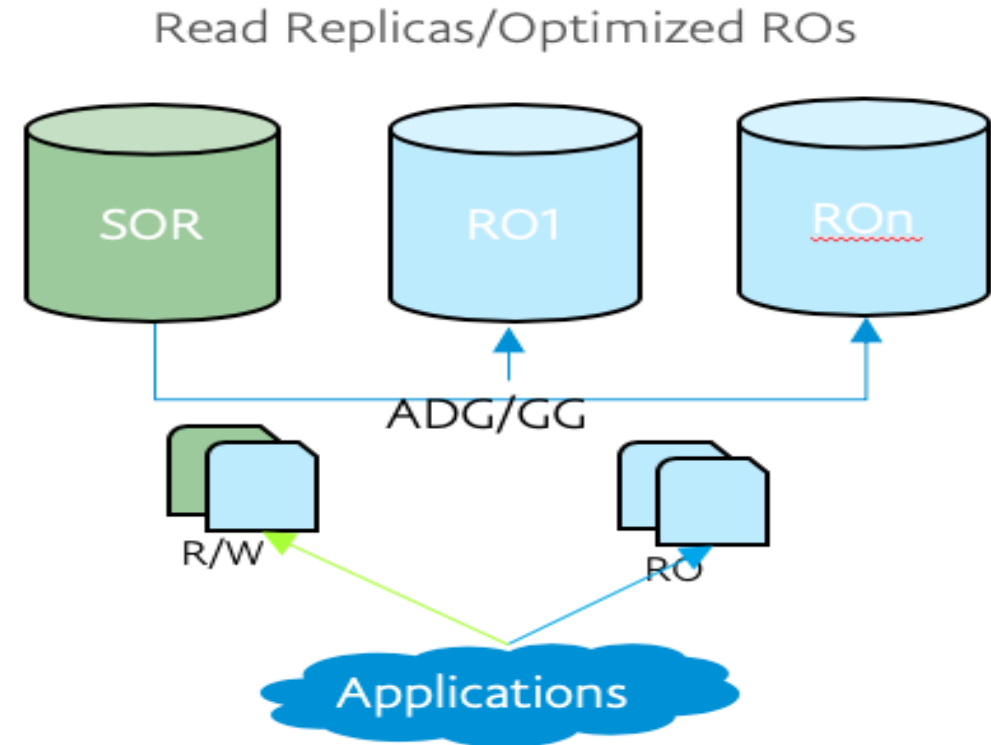 Read Replicas/Optimized ROs
SOR
RO1
ROn
ADG/GG
R/W
RO
Applications